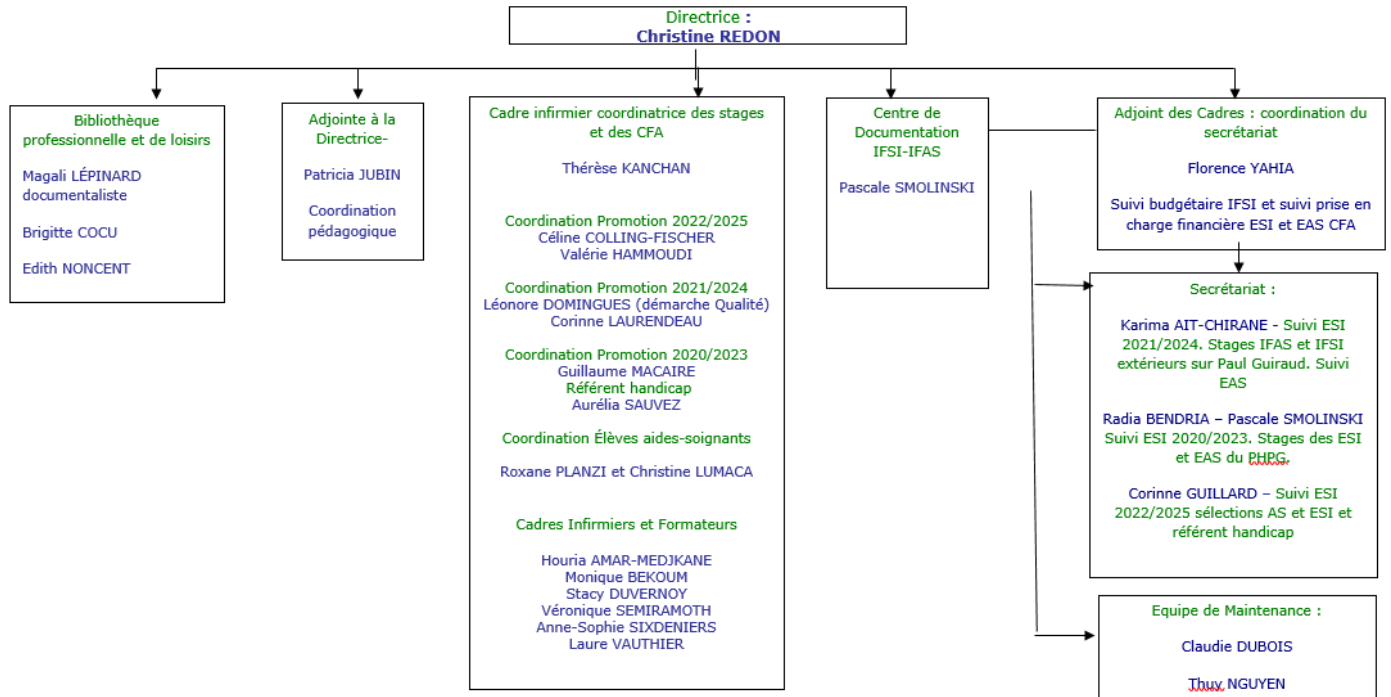 Directrice :
Christine REDON
Bibliothèque
professionnelle et de loisirs
Magali LÉPINARD
documentaliste
Brigitte COCU
Edith NONCENT
Adjointe à la
Directrice-
Patricia JUBIN
Coordination
pédagogique
Cadre infirmier coordinatrice des stages
et des CFA
Thérèse KANCHAN
Coordination Promotion 2022/2025
Céline COLLING-FISCHER
Valérie HAMMOUDI
Coordination Promotion 2021/2024
Léonore DOMINGUES (démarche Qualité)
Corinne LAURENDEAU
Coordination Promotion 2020/2023
Guillaume MACAIRE
Référent handicap
Aurélia SAUVEZ
Coordination Élèves aides-soignants
Roxane PLANZI et Christine LUMACA
Cadres Infirmiers et Formateurs
Houria AMAR-MEDJKANE
Monique BEKOUM
Stacy DUVERNOY
Véronique SEMIRAMOTH
Anne-Sophie SIXDENIERS
Laure VAUTHIER
Centre de
Documentation
IFSI-IFAS
Pascale SMOLINSKI
Adjoint des Cadres : coordination du
secrétariat
Florence YAHIA
Suivi budgétaire IFSI et suivi prise en
charge financière ESI et EAS CFA
Secrétariat :
Karima AIT-CHIRANE - Suivi ESI
2021/2024. Stages IFAS et IFSI
extérieurs sur Paul Guiraud. Suivi
EAS
Radia BENDRIA – Pascale SMOLINSKI
Suivi ESI 2020/2023. Stages des ESI
et EAS du PHPG.
Corinne GUILLARD – Suivi ESI
2022/2025 sélections AS et ESI et
référent handicap
Equipe de Maintenance :
Claudie DUBOIS
Thuy NGUYEN